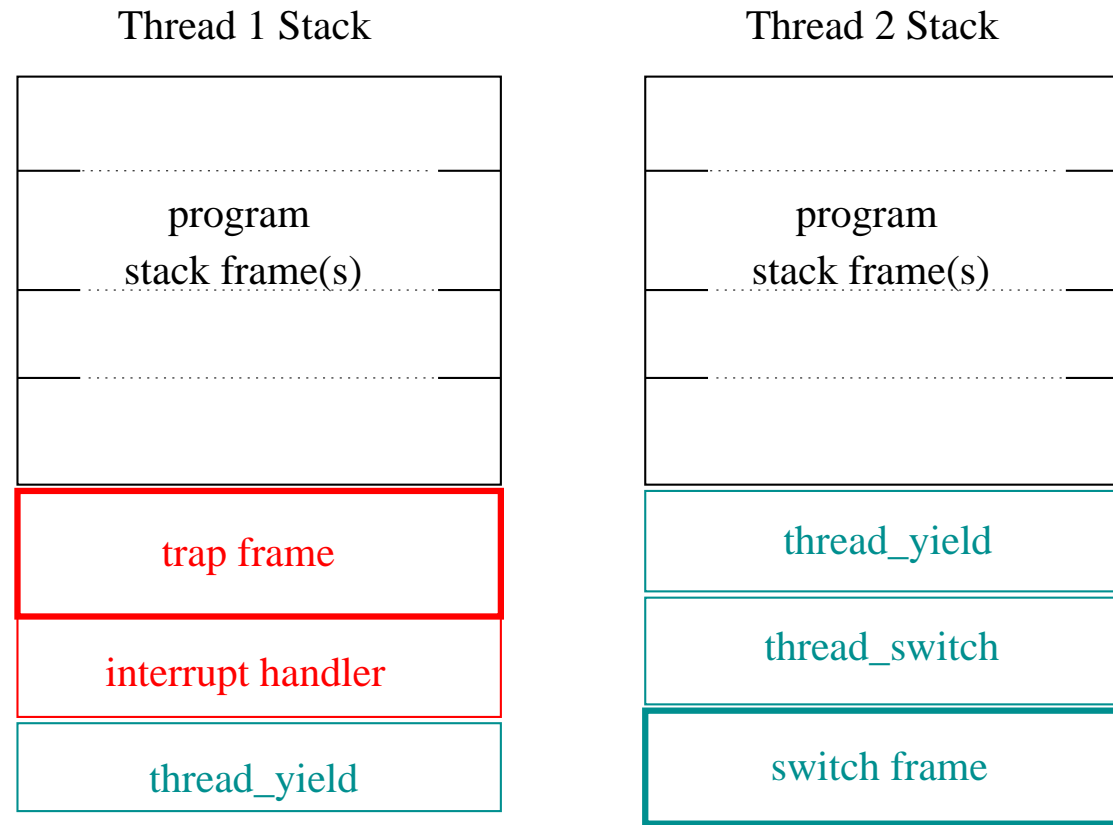 Thread 1 Stack
program
stack frame(s)
trap frame
interrupt handler
thread_yield
Thread 2 Stack
program
stack frame(s)
thread_yield
thread_switch
switch frame